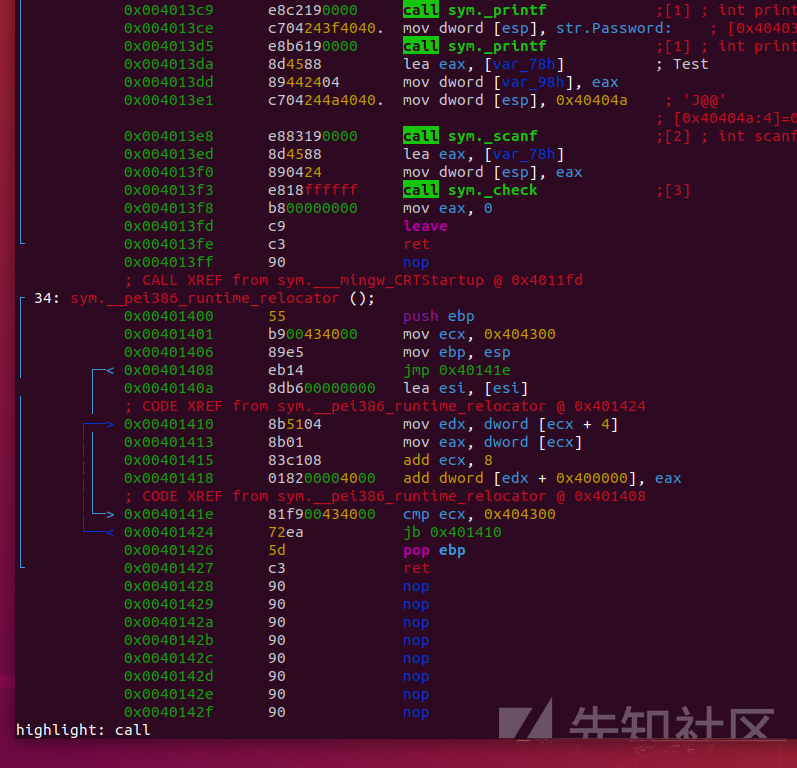 0x004013c9 e8c2190000 call sym._printf ;[1] ; int print
0x004013ce c704243f4040. mov dword [esp], str.Password: ; [0x40403
0x004013d5 e8b6190000 call sym._printf ;[1] ; int print
0x004013da 8d4588 lea eax, [var_78h] ; Test
0x004013dd 89442404 mov dword [var_98h], eax
0x004013e1 c704244a4040. mov dword [esp], 0x40404a ; 'J@@'
; [0x40404a:4]=0
0x004013e8 e883190000 call sym._scanf ;[2] ; int scanf
0x004013ed 8d4588 lea eax, [var_78h]
0x004013f0 890424 mov dword [esp], eax
0x004013f3 e818ffffff call sym._check ;[3]
0x004013f8 b800000000 mov eax, 0
0x004013fd c9 leave
0x004013fe c3 ret
0x004013ff 90 nop
; CALL XREF from sym.___mingw_CRTStartup @ 0x4011fd
34: sym.__pei386_runtime_relocator ();
0x00401400 55 push ebp
0x00401401 b900434000 mov ecx, 0x404300
0x00401406 89e5 mov ebp, esp
0x00401408 eb14 jmp 0x40141e
0x0040140a 8db600000000 lea esi, [esi]
; CODE XREF from sym.__pei386_runtime_relocator @ 0x401424
0x00401410 8b5104 mov edx, dword [ecx + 4]
0x00401413 8b01 mov eax, dword [ecx]
0x00401415 83c108 add ecx, 8
0x00401418 018200004000 add dword [edx + 0x400000], eax
; CODE XREF from sym.__pei386_runtime_relocator @ 0x401408
0x0040141e 81f900434000 cmp ecx, 0x404300
0x00401424 72ea jb 0x401410
0x00401426 5d pop ebp
0x00401427 c3 ret
0x00401428 90 nop
0x00401429 90 nop
0x0040142a 90 nop
0x0040142b 90 nop
0x0040142c 90 nop
0x0040142d 90 nop
0x0040142e 90 nop
0x0040142f 90 nop
highlight: call
先知社区